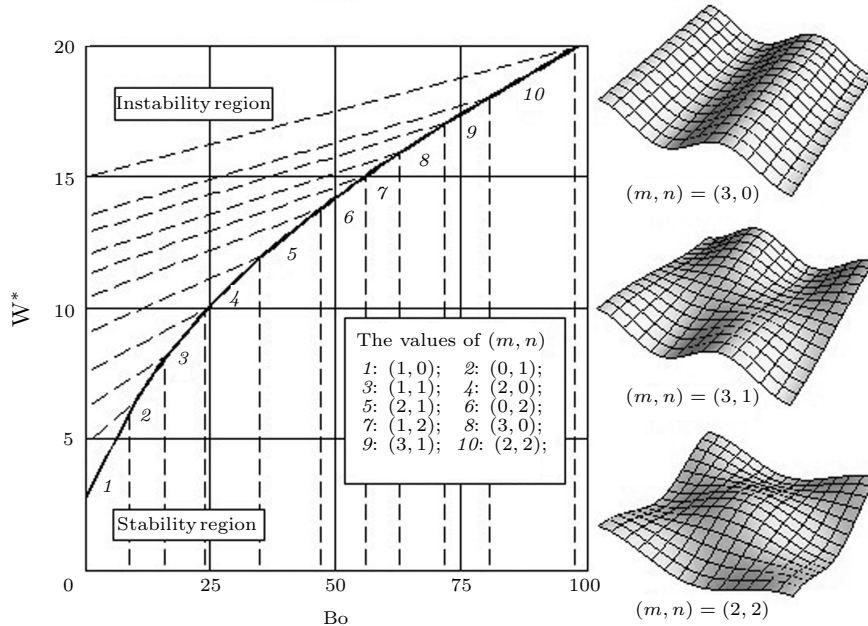 20
15
10
5
0
25
50
75
100
W*
Bo
Instability region
Stability region
1
2
3
4
5
6
7
8
9
10
The values of (m, n)
1: (1, 0); 2: (0, 1);
3: (1, 1); 4: (2, 0);
5: (2, 1); 6: (0, 2);
7: (1, 2); 8: (3, 0);
9: (3, 1); 10: (2, 2);
(m, n) = (3, 0)
(m, n) = (3, 1)
(m, n) = (2, 2)